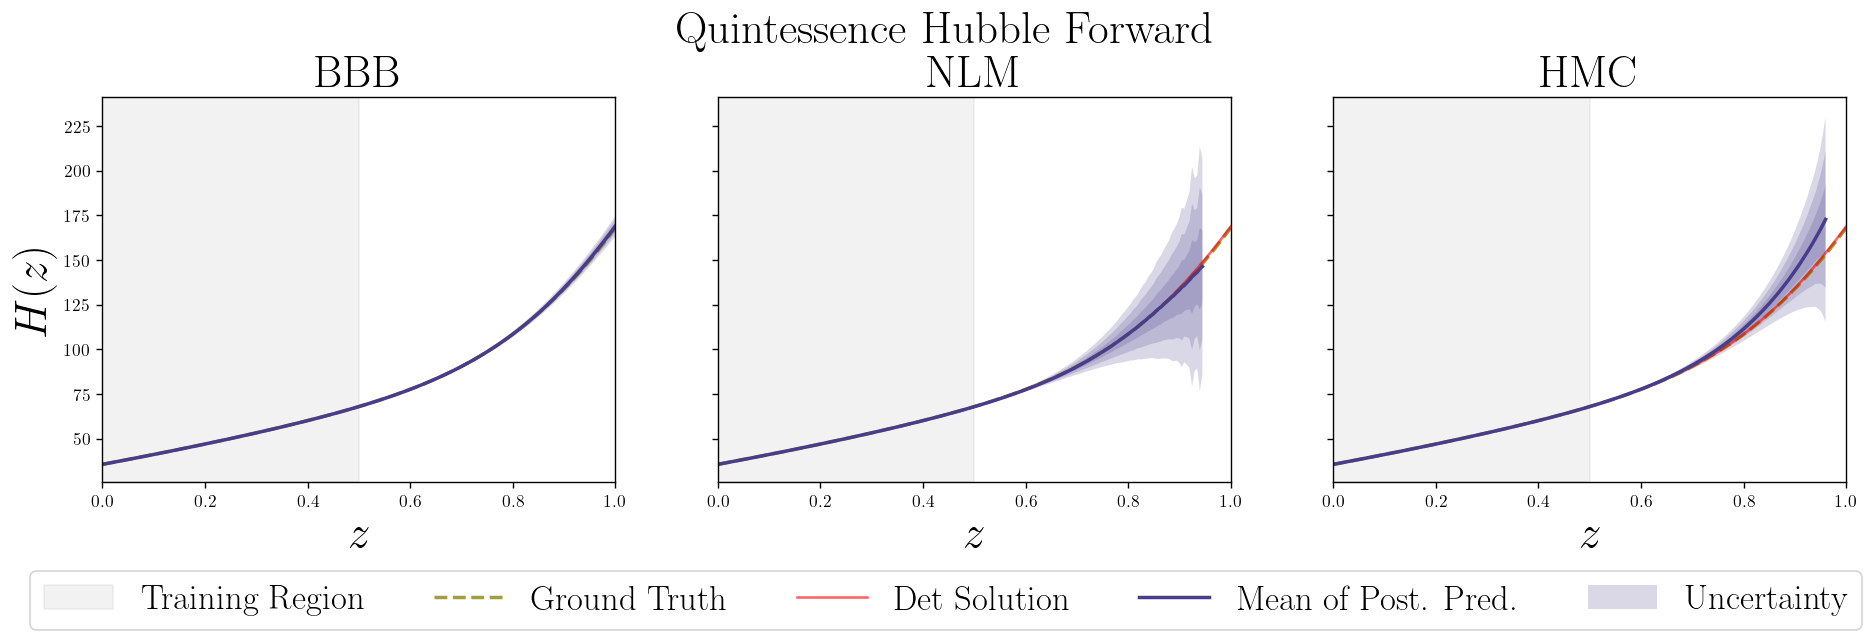 Quintessence Hubble Forward
BBB
NLM
HMC
H(z)
225
200
175
150
125
100
75
50
0.0 0.2 0.4 0.6 0.8 1.0
0.0 0.2 0.4 0.6 0.8 1.0
0.0 0.2 0.4 0.6 0.8 1.0
z
z
z
Training Region Ground Truth Det Solution Mean of Post. Pred. Uncertainty